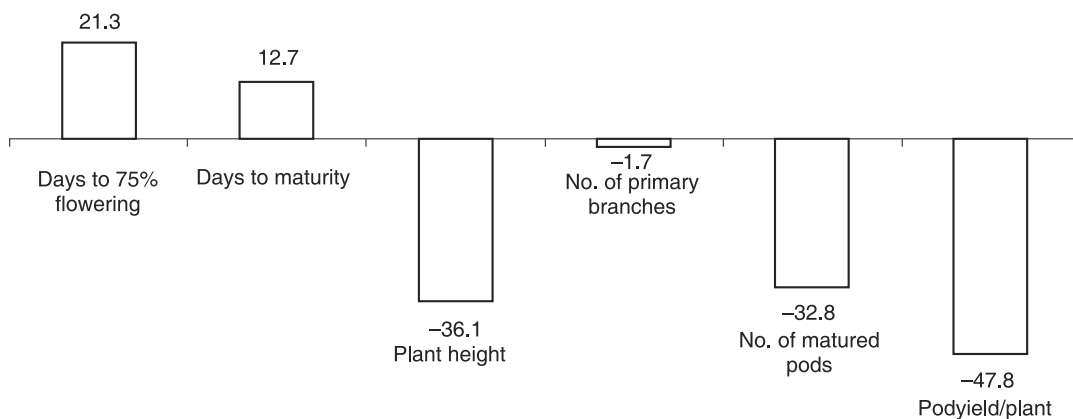 21.3
Days to 75%
flowering
12.7
Days to maturity
–36.1
Plant height
–1.7
No. of primary
branches
–32.8
No. of matured
pods
–47.8
Podyield/plant